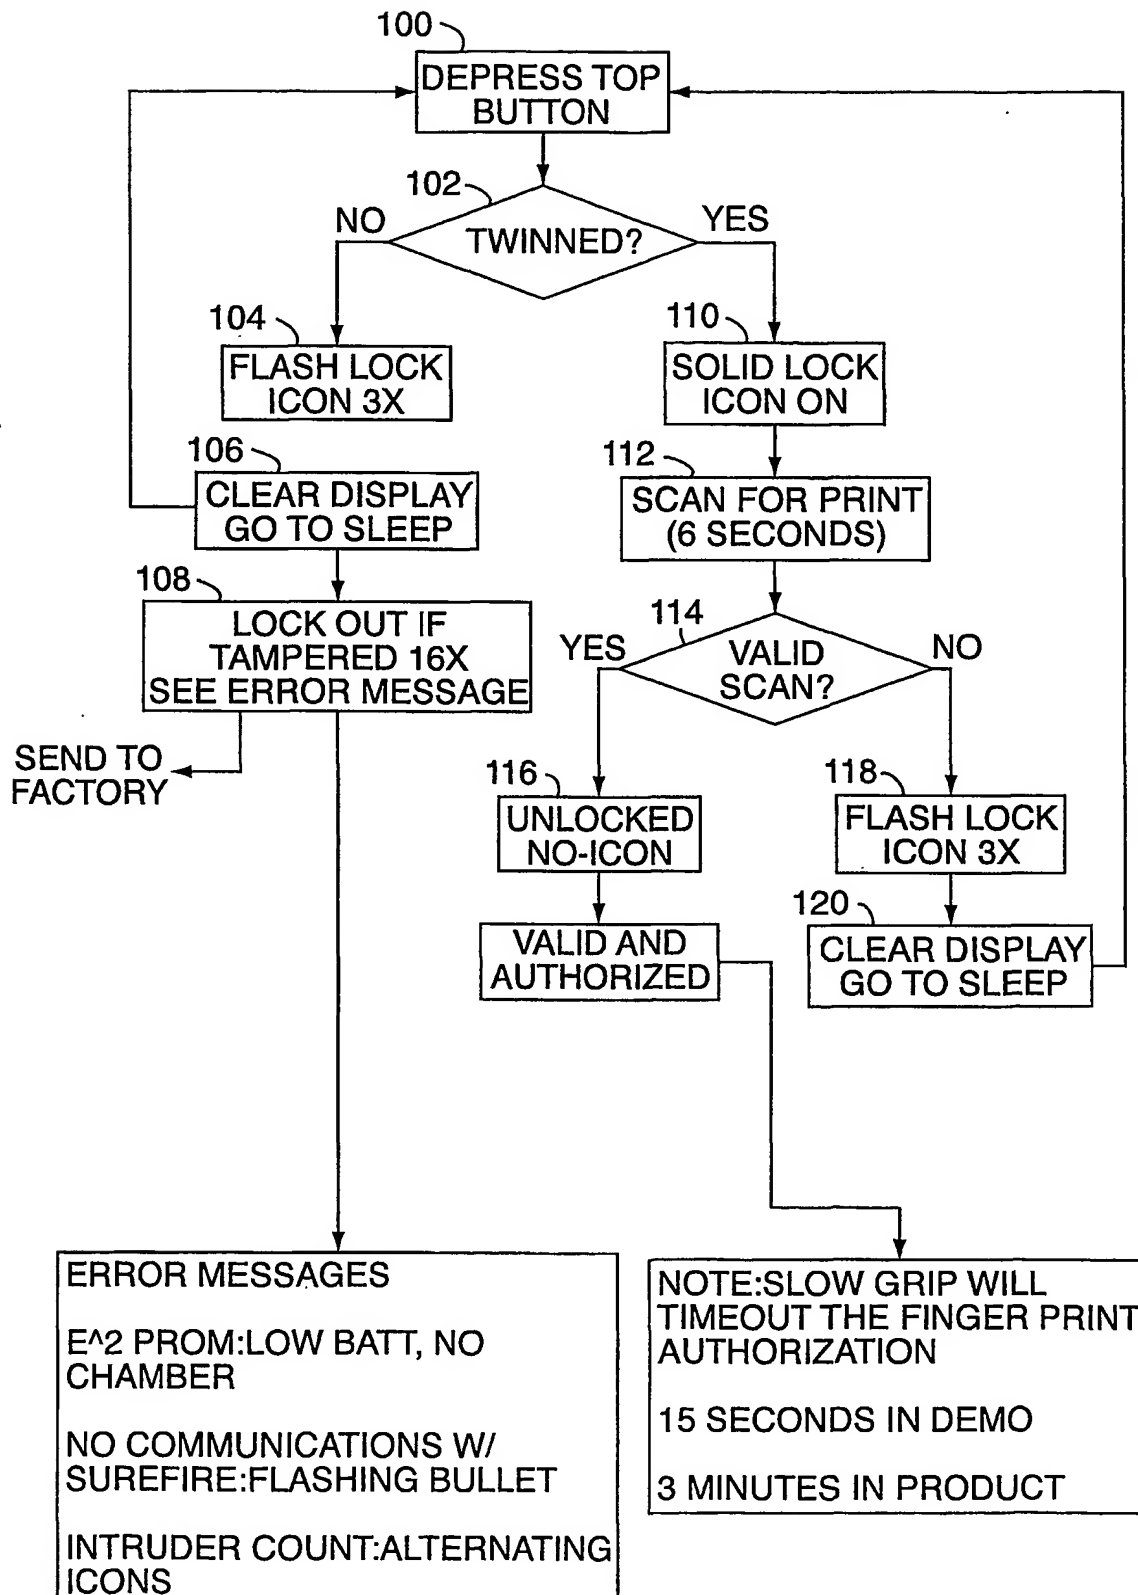 100
DEPRESS TOP
BUTTON
102
NO
YES
TWINNED?
104
FLASH LOCK
ICON 3X
110
SOLID LOCK
ICON ON
106
CLEAR DISPLAY
GO TO SLEEP
112
SCAN FOR PRINT
(6 SECONDS)
108
LOCK OUT IF
TAMPERED 16X
SEE ERROR MESSAGE
114
YES
NO
VALID
SCAN?
SEND TO
FACTORY
116
UNLOCKED
NO-ICON
118
FLASH LOCK
ICON 3X
VALID AND
AUTHORIZED
120
CLEAR DISPLAY
GO TO SLEEP
ERROR MESSAGES
E^2 PROM:LOW BATT, NO
CHAMBER
NO COMMUNICATIONS W/
SUREFIRE:FLASHING BULLET
INTRUDER COUNT:ALTERNATING
ICONS
NOTE:SLOW GRIP WILL
TIMEOUT THE FINGER PRINT
AUTHORIZATION
15 SECONDS IN DEMO
3 MINUTES IN PRODUCT